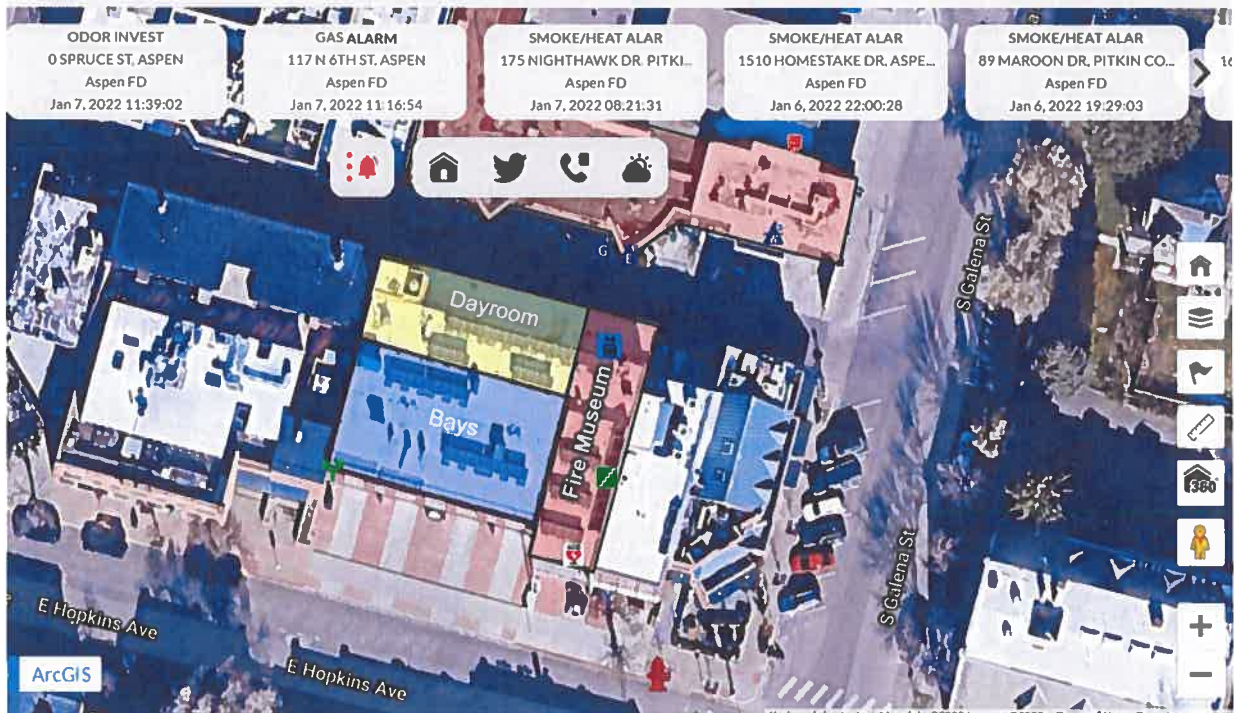 ODOR INVEST
0 SPRUCE ST, ASPEN
Aspen FD
Jan 7, 2022 11:39:02
GAS ALARM
117 N 6TH ST, ASPEN
Aspen FD
Jan 7, 2022 11:16:54
SMOKE/HEAT ALAR
175 NIGHTHAWK DR, PITKI...
Aspen FD
Jan 7, 2022 08:21:31
SMOKE/HEAT ALAR
1510 HOMESTAKE DR, ASPE...
Aspen FD
Jan 6, 2022 22:00:28
SMOKE/HEAT ALAR
89 MAROON DR, PITKIN CO...
Aspen FD
Jan 6, 2022 19:29:03
16
G
E
S Galena St
Dayroom
Bays
Fire Museum
360
S Galena St
E Hopkins Ave
E Hopkins Ave
ArcGIS